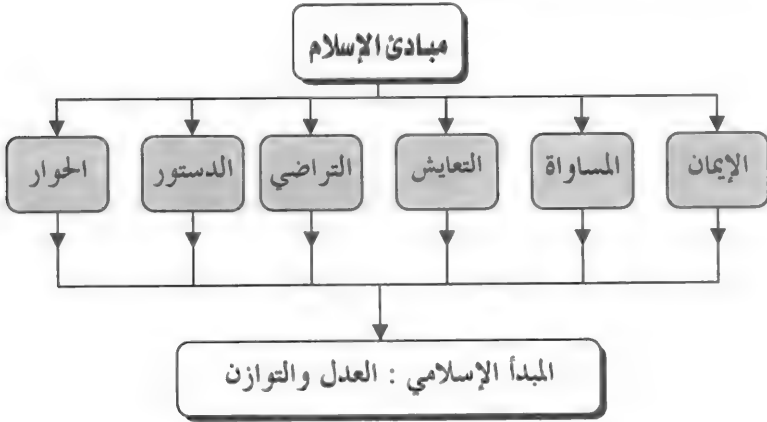 مبادئ الإسلام
الإيمان
المساواة
التعايش
التراضي
الدستور
الحوار
المبدأ الإسلامي : العدل والتوازن